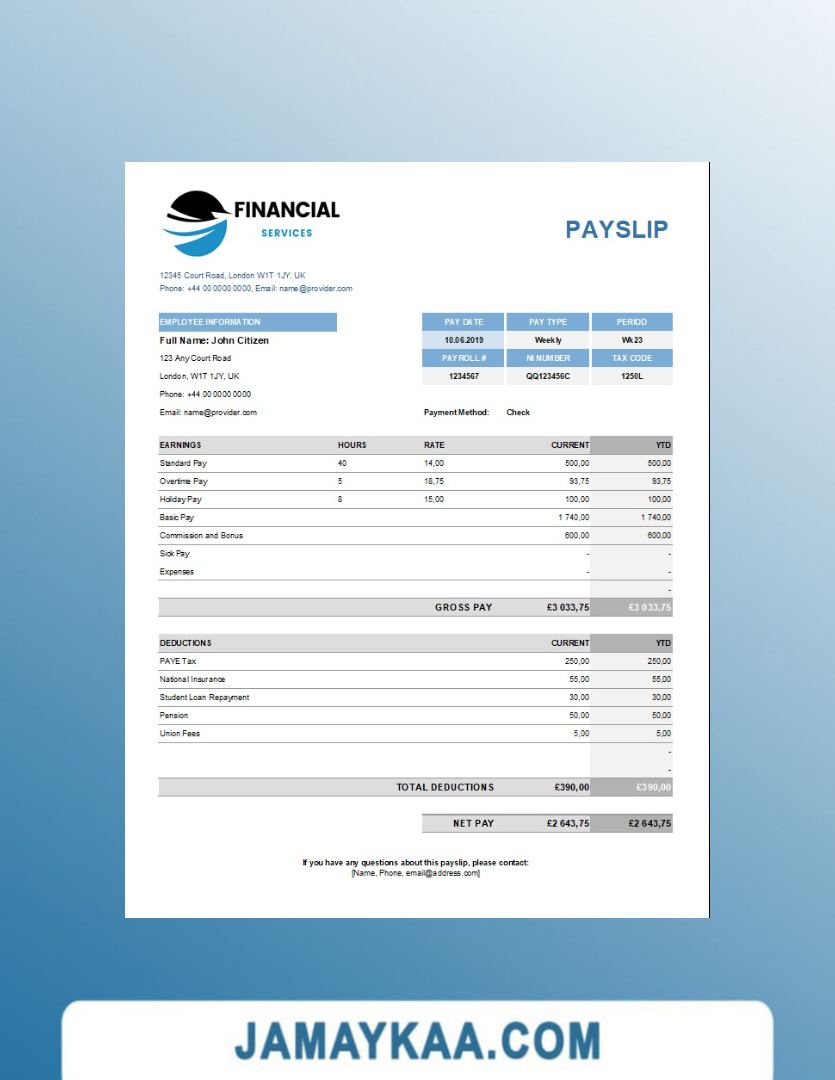 FINANCIAL
SERVICES
PAYSLIP
12345 Court Road, London W1T 1JY, UK
Phone: +44 00 0000 0000, Email: name@provider.com
EMPLOYEE INFORMATION
PAY DATE PAY TYPE PERIOD
Full Name: John Citizen
10.06.2019 Weekly Wk 23
123 Any Court Road
PAYROLL # NI NUMBER TAX CODE
London, W1T 1JY, UK
1234567 QQ123456C 1250L
Phone: +44 00 0000 0000
Email: name@provider.com
Payment Method: Check
EARNINGS HOURS RATE CURRENT YTD
Standard Pay 40 14,00 500,00 500,00
Overtime Pay 5 18,75 93,75 93,75
Holiday Pay 8 15,00 100,00 100,00
Basic Pay 1 740,00 1 740,00
Commission and Bonus 600,00 600,00
Sick Pay - -
Expenses - -
-
GROSS PAY £3 033,75 £3 033,75
DEDUCTIONS CURRENT YTD
PAYE Tax 250,00 250,00
National Insurance 55,00 55,00
Student Loan Repayment 30,00 30,00
Pension 50,00 50,00
Union Fees 5,00 5,00
-
-
TOTAL DEDUCTIONS £390,00 £390,00
NET PAY £2 643,75 £2 643,75
If you have any questions about this payslip, please contact:
[Name, Phone, email@address.com]
JAMAYKAA.COM